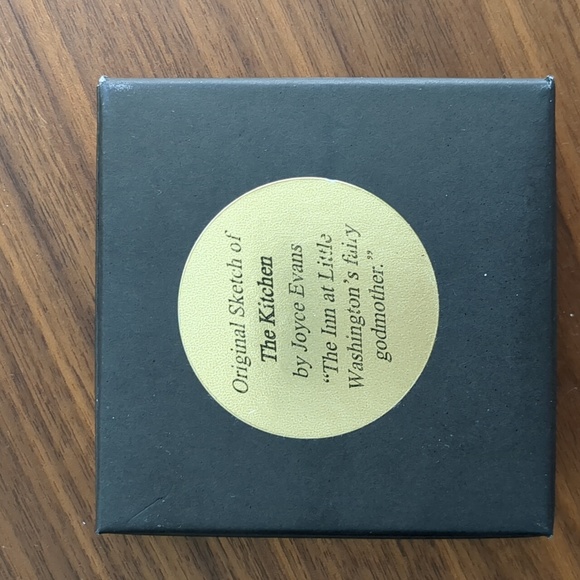 Original Sketch of
The Kitchen
by Joyce Evans
“The Inn at Little
Washington’s fairy
godmother.”